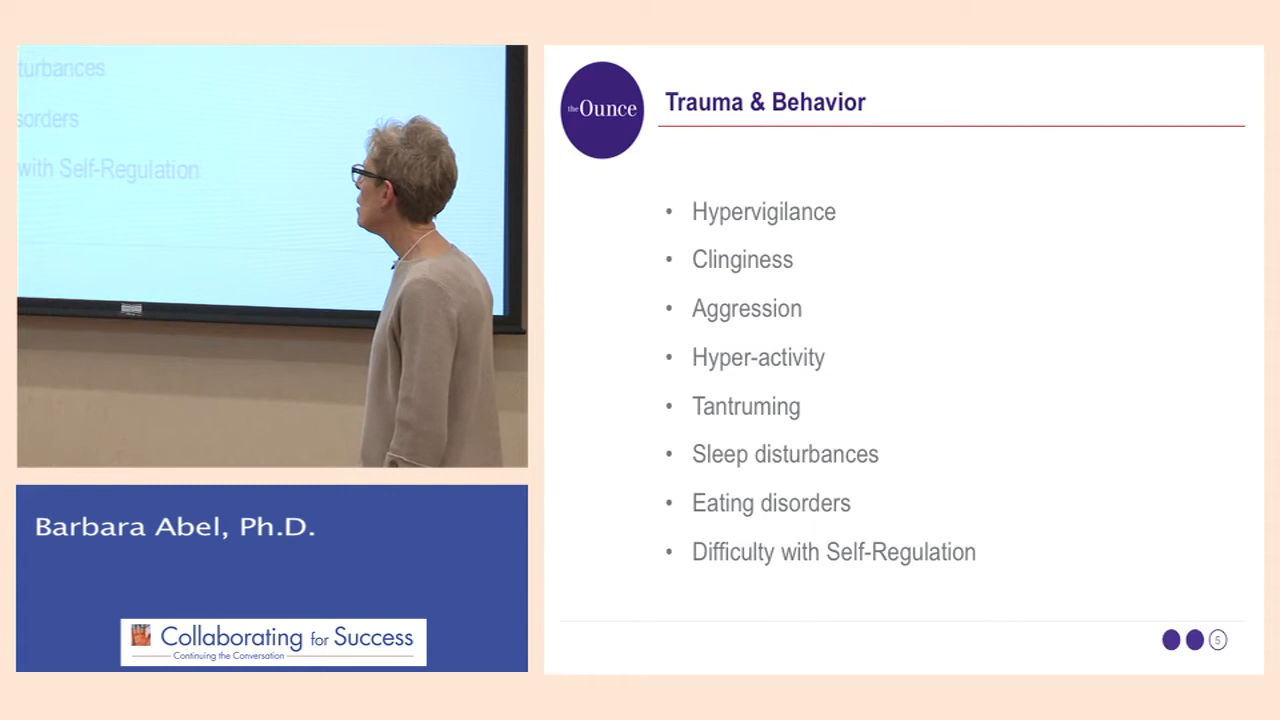 turbances
sorders
with Self-Regulation
Barbara Abel, Ph.D.
Collaborating for Success
Continuing the Conversation
the Ounce
Trauma & Behavior
• Hypervigilance
• Clinginess
• Aggression
• Hyper-activity
• Tantruming
• Sleep disturbances
• Eating disorders
• Difficulty with Self-Regulation
5